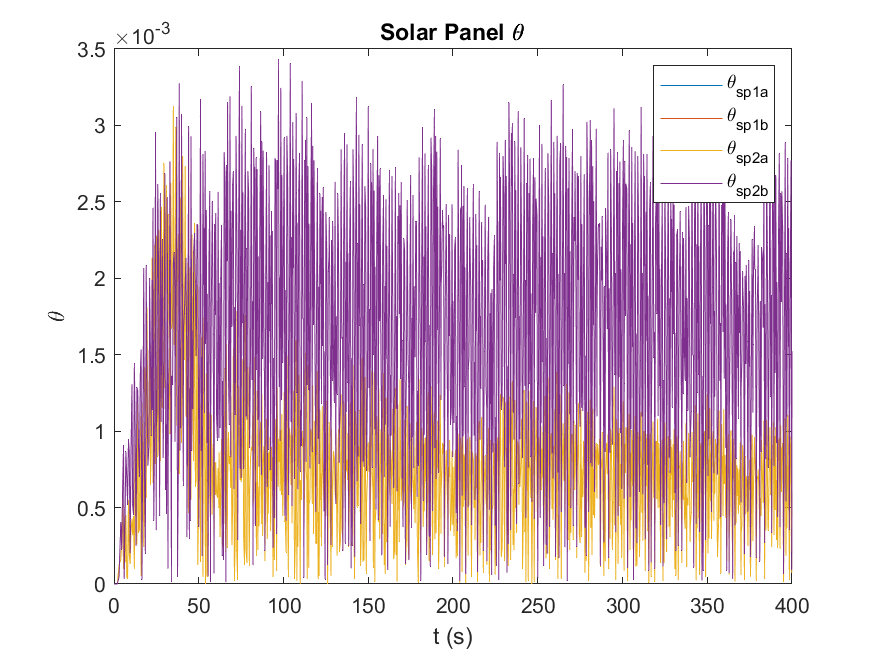 Solar Panel θ
×10-3
3.5
3
2.5
2
1.5
1
0.5
0
θ
0 50 100 150 200 250 300 350 400
t (s)
θsp1a
θsp1b
θsp2a
θsp2b